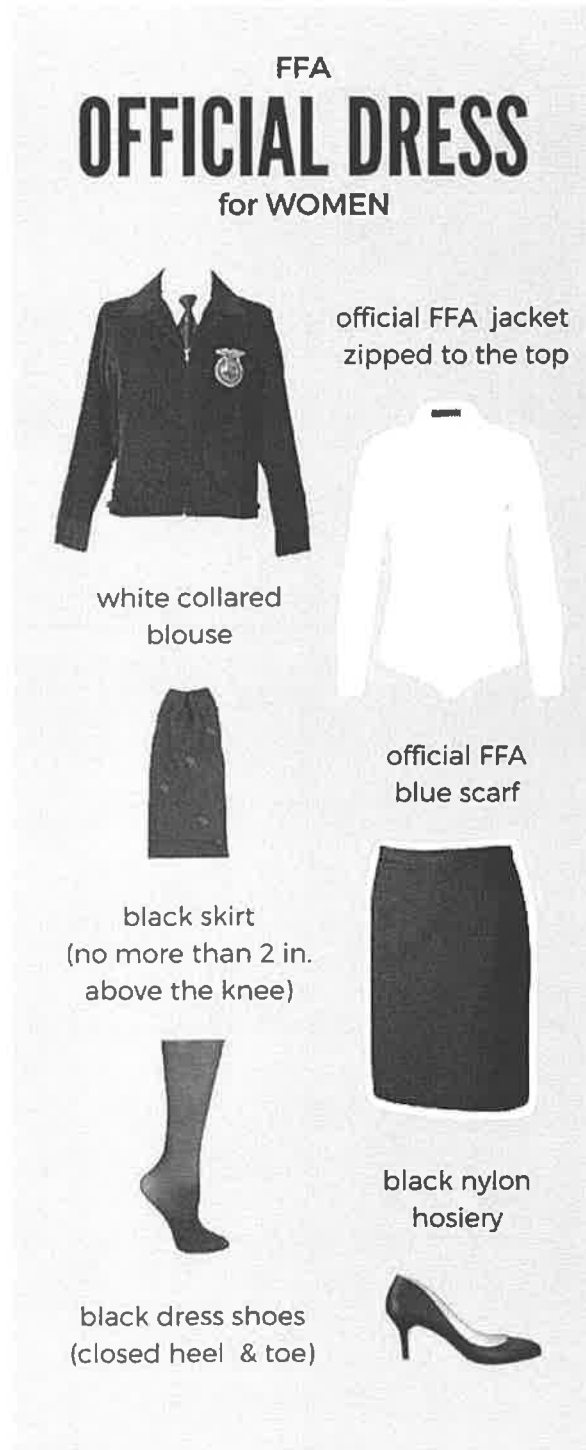 FFA
OFFICIAL DRESS
for WOMEN
official FFA jacket
zipped to the top
white collared
blouse
official FFA
blue scarf
black skirt
(no more than 2 in.
above the knee)
black nylon
hosiery
black dress shoes
(closed heel & toe)